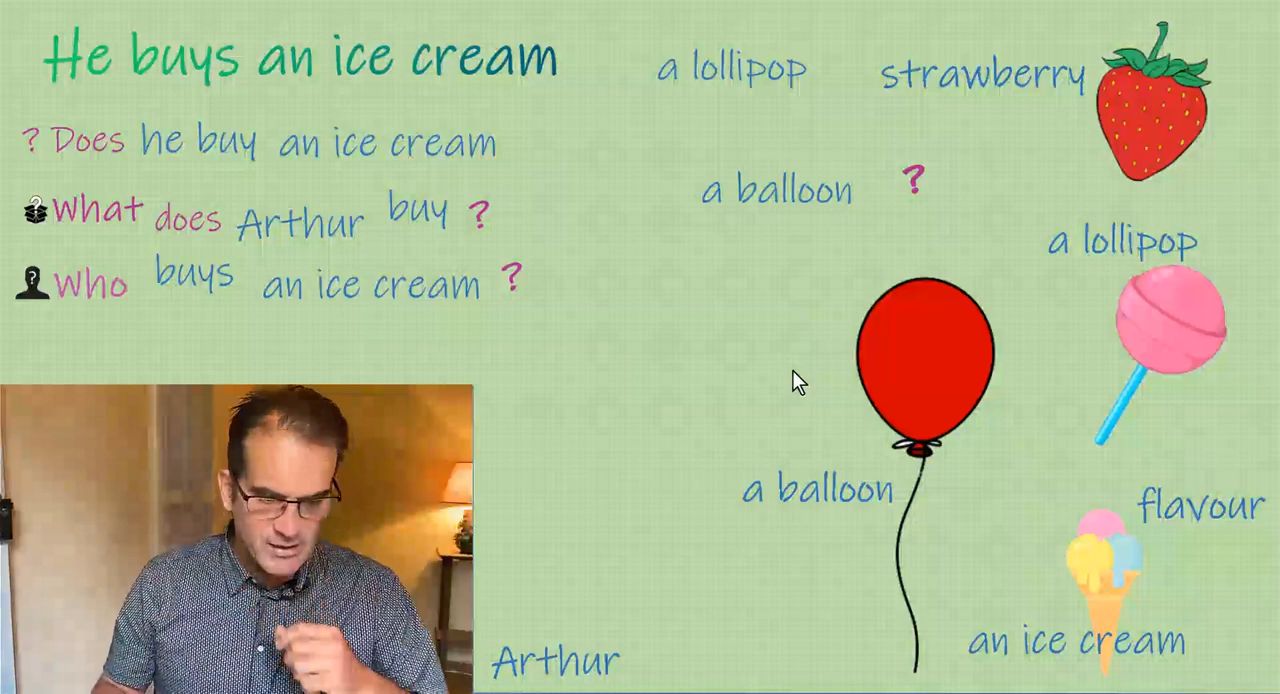 He buys an ice cream
? Does he buy an ice cream
? What does Arthur buy ?
? Who buys an ice cream ?
a lollipop
strawberry
a balloon ?
a lollipop
a balloon
flavour
an ice cream
Arthur